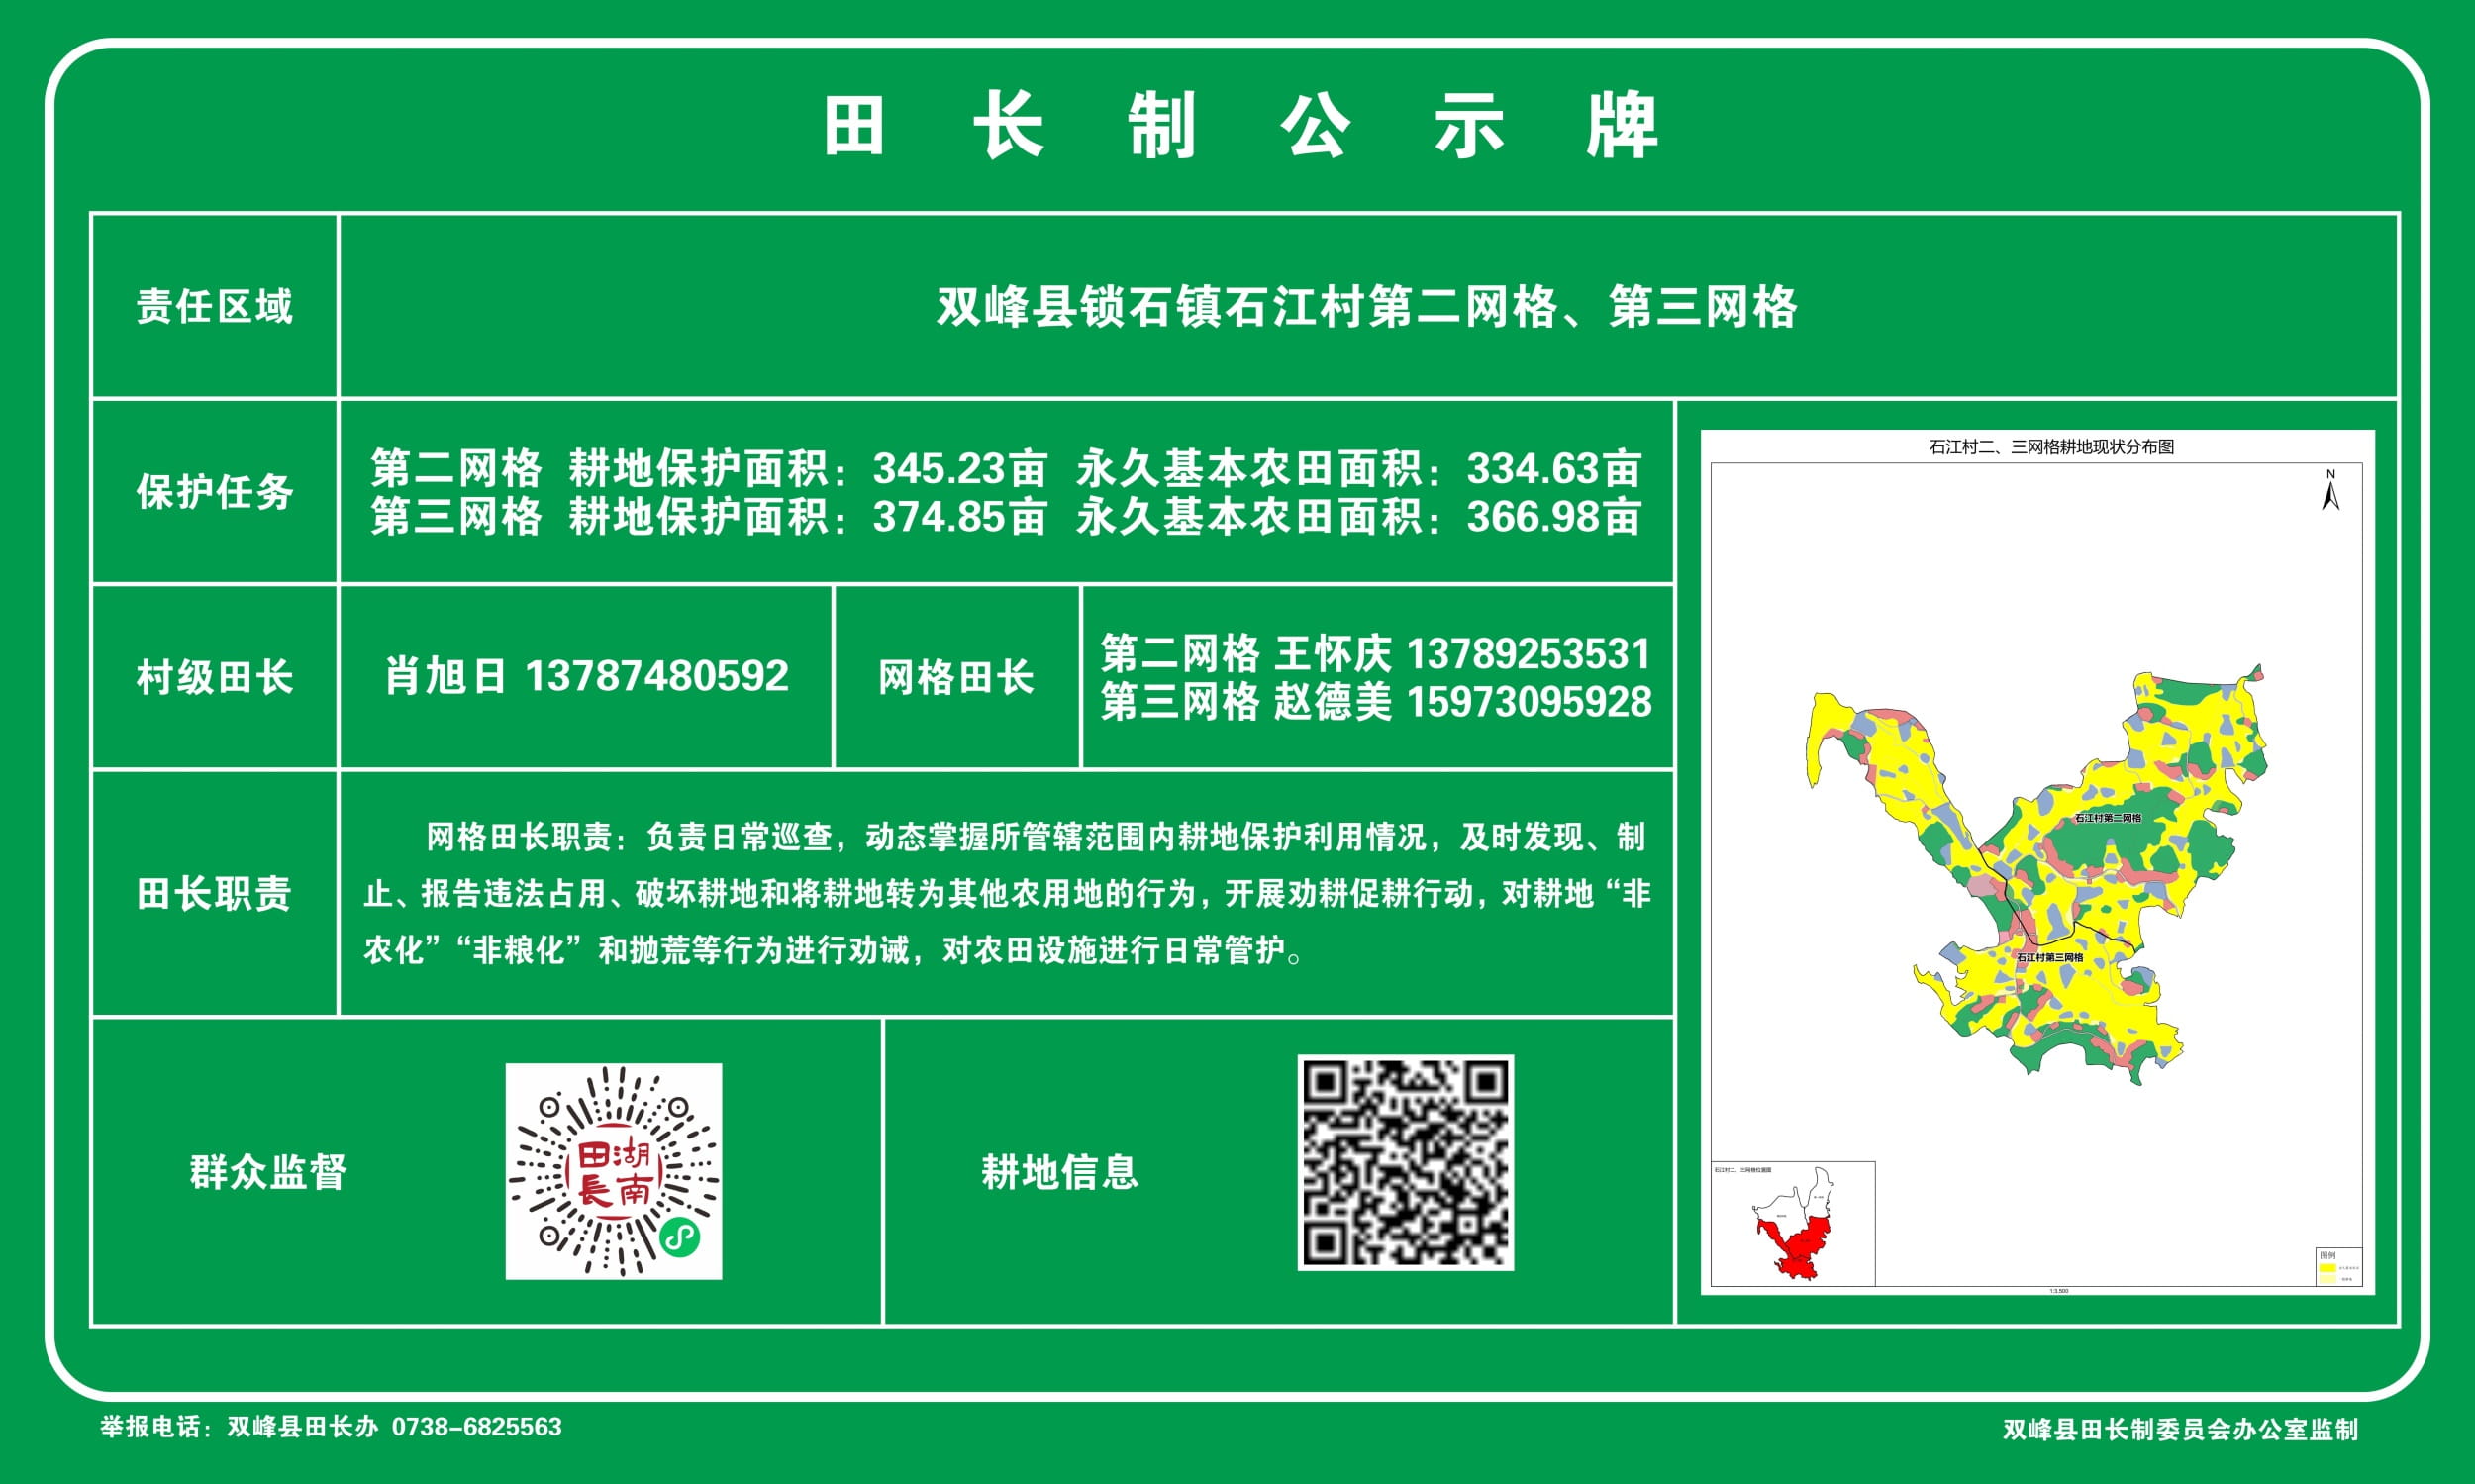 田长制公示牌
责任区域
双峰县锁石镇石江村第二网格、第三网格
保护任务
第二网格 耕地保护面积：345.23亩 永久基本农田面积：334.63亩
第三网格 耕地保护面积：374.85亩 永久基本农田面积：366.98亩
村级田长
肖旭日 13787480592
网格田长
第二网格 王怀庆 13789253531
第三网格 赵德美 15973095928
田长职责
网格田长职责：负责日常巡查，动态掌握所管辖范围内耕地保护利用情况，及时发现、制
止、报告违法占用、破坏耕地和将耕地转为其他农用地的行为，开展劝耕促耕行动，对耕地“非
农化”“非粮化”和抛荒等行为进行劝诫，对农田设施进行日常管护。
群众监督
田湖
長南
耕地信息
石江村二、三网格耕地现状分布图
N
石江村第二网格
石江村第三网格
石江村二、三网格位置图
图例
1:3,500
举报电话：双峰县田长办 0738-6825563
双峰县田长制委员会办公室监制